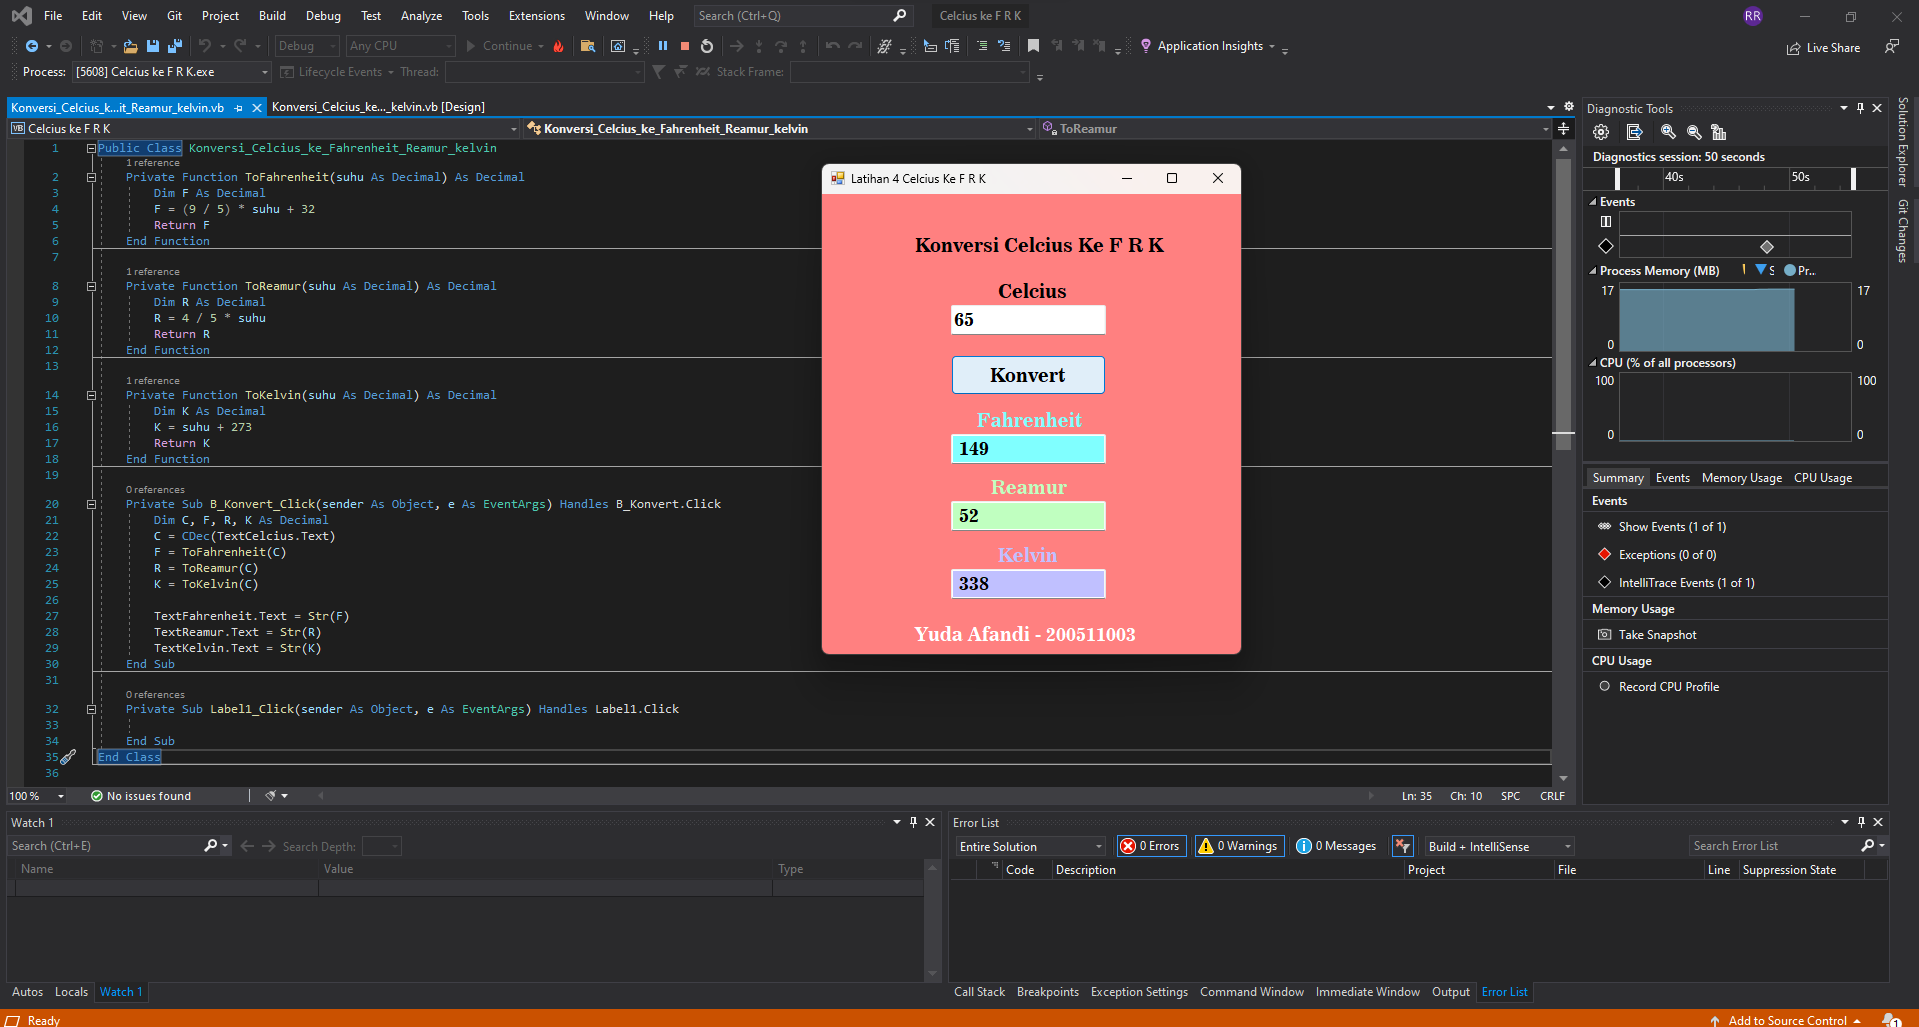 File Edit View Git Project Build Debug Test Analyze Tools Extensions Window Help Search (Ctrl+Q) Celcius ke F R K RR
Debug Any CPU Continue Application Insights Live Share
Process: [5608] Celcius ke F R K.exe Lifecycle Events Thread: Stack Frame:
Konversi_Celcius_k...it_Reamur_kelvin.vb Konversi_Celcius_ke..._kelvin.vb [Design]
VB Celcius ke F R K Konversi_Celcius_ke_Fahrenheit_Reamur_kelvin ToReamur
1 Public Class Konversi_Celcius_ke_Fahrenheit_Reamur_kelvin
1 reference
2 Private Function ToFahrenheit(suhu As Decimal) As Decimal
3 Dim F As Decimal
4 F = (9 / 5) * suhu + 32
5 Return F
6 End Function
7
1 reference
8 Private Function ToReamur(suhu As Decimal) As Decimal
9 Dim R As Decimal
10 R = 4 / 5 * suhu
11 Return R
12 End Function
13
1 reference
14 Private Function ToKelvin(suhu As Decimal) As Decimal
15 Dim K As Decimal
16 K = suhu + 273
17 Return K
18 End Function
19
0 references
20 Private Sub B_Konvert_Click(sender As Object, e As EventArgs) Handles B_Konvert.Click
21 Dim C, F, R, K As Decimal
22 C = CDec(TextCelcius.Text)
23 F = ToFahrenheit(C)
24 R = ToReamur(C)
25 K = ToKelvin(C)
26
27 TextFahrenheit.Text = Str(F)
28 TextReamur.Text = Str(R)
29 TextKelvin.Text = Str(K)
30 End Sub
31
0 references
32 Private Sub Label1_Click(sender As Object, e As EventArgs) Handles Label1.Click
33
34 End Sub
35 End Class
36
100 % No issues found Ln: 35 Ch: 10 SPC CRLF
Latihan 4 Celcius Ke F R K
Konversi Celcius Ke F R K
Celcius
65
Konvert
Fahrenheit
149
Reamur
52
Kelvin
338
Yuda Afandi - 200511003
Diagnostic Tools
Diagnostics session: 50 seconds
40s 50s
Events
Process Memory (MB) S Pr...
17 17
0 0
CPU (% of all processors)
100 100
0 0
Summary Events Memory Usage CPU Usage
Events
Show Events (1 of 1)
Exceptions (0 of 0)
IntelliTrace Events (1 of 1)
Memory Usage
Take Snapshot
CPU Usage
Record CPU Profile
Solution Explorer
Git Changes
Watch 1
Search (Ctrl+E) Search Depth:
Name Value Type
Autos Locals Watch 1
Error List
Entire Solution 0 Errors 0 Warnings 0 Messages Build + IntelliSense Search Error List
Code Description Project File Line Suppression State
Call Stack Breakpoints Exception Settings Command Window Immediate Window Output Error List
Ready Add to Source Control 1